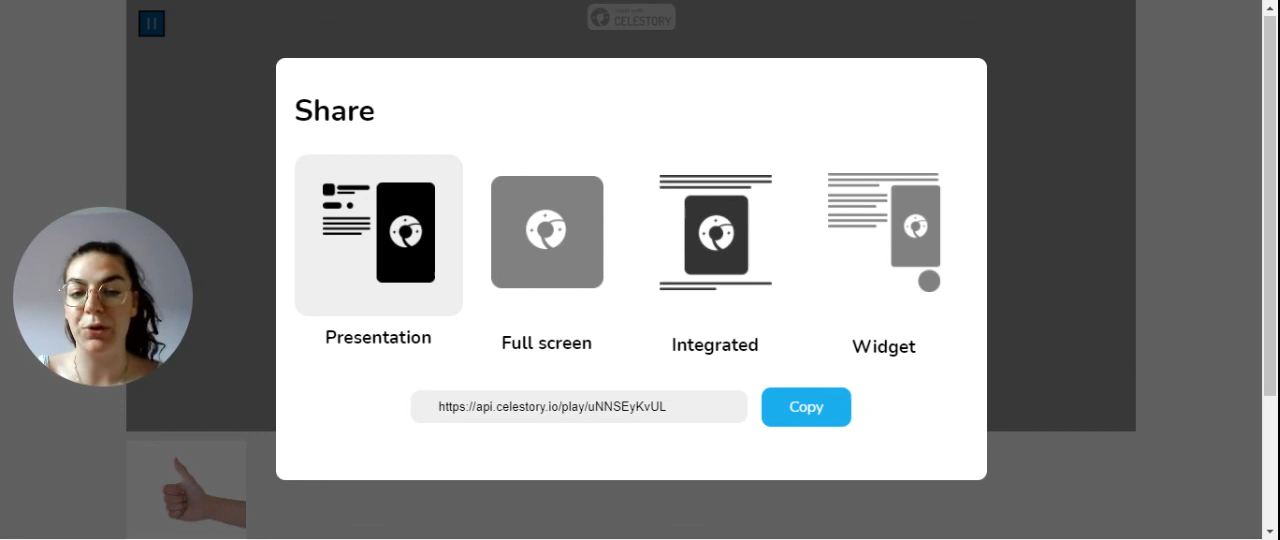 CELESTORY
Share
Presentation
Full screen
Integrated
Widget
https://api.celestory.io/play/uNNSEyKvUL
Copy